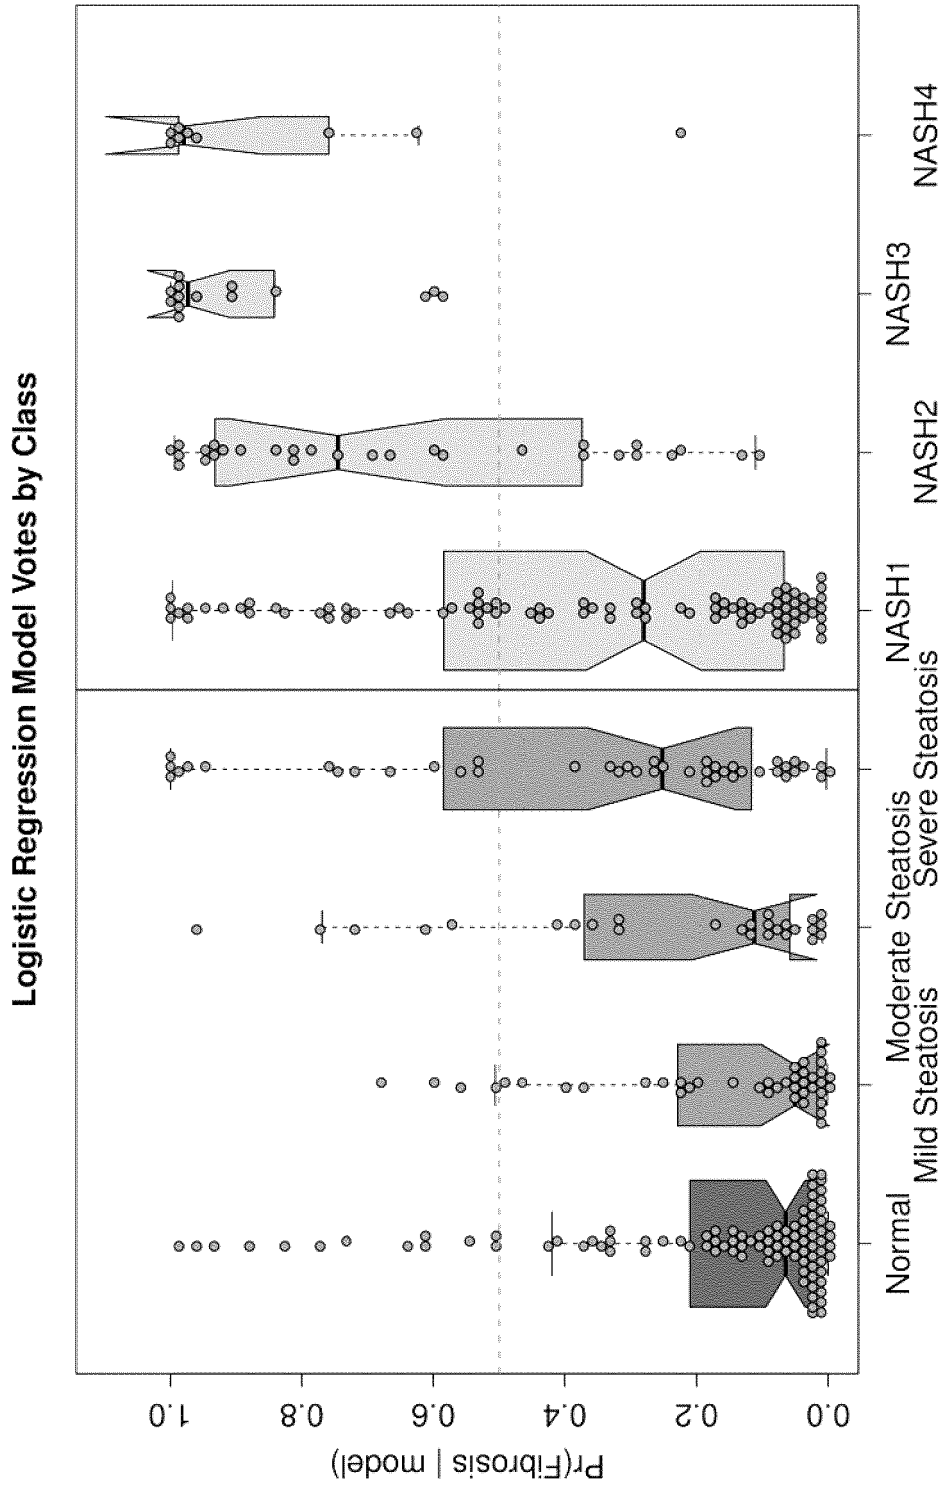 Logistic Regression Model Votes by Class
Pr(Fibrosis | model)
1.0
0.8
0.6
0.4
0.2
0.0
Normal
Mild Steatosis
Moderate Steatosis
Severe Steatosis
NASH1
NASH2
NASH3
NASH4